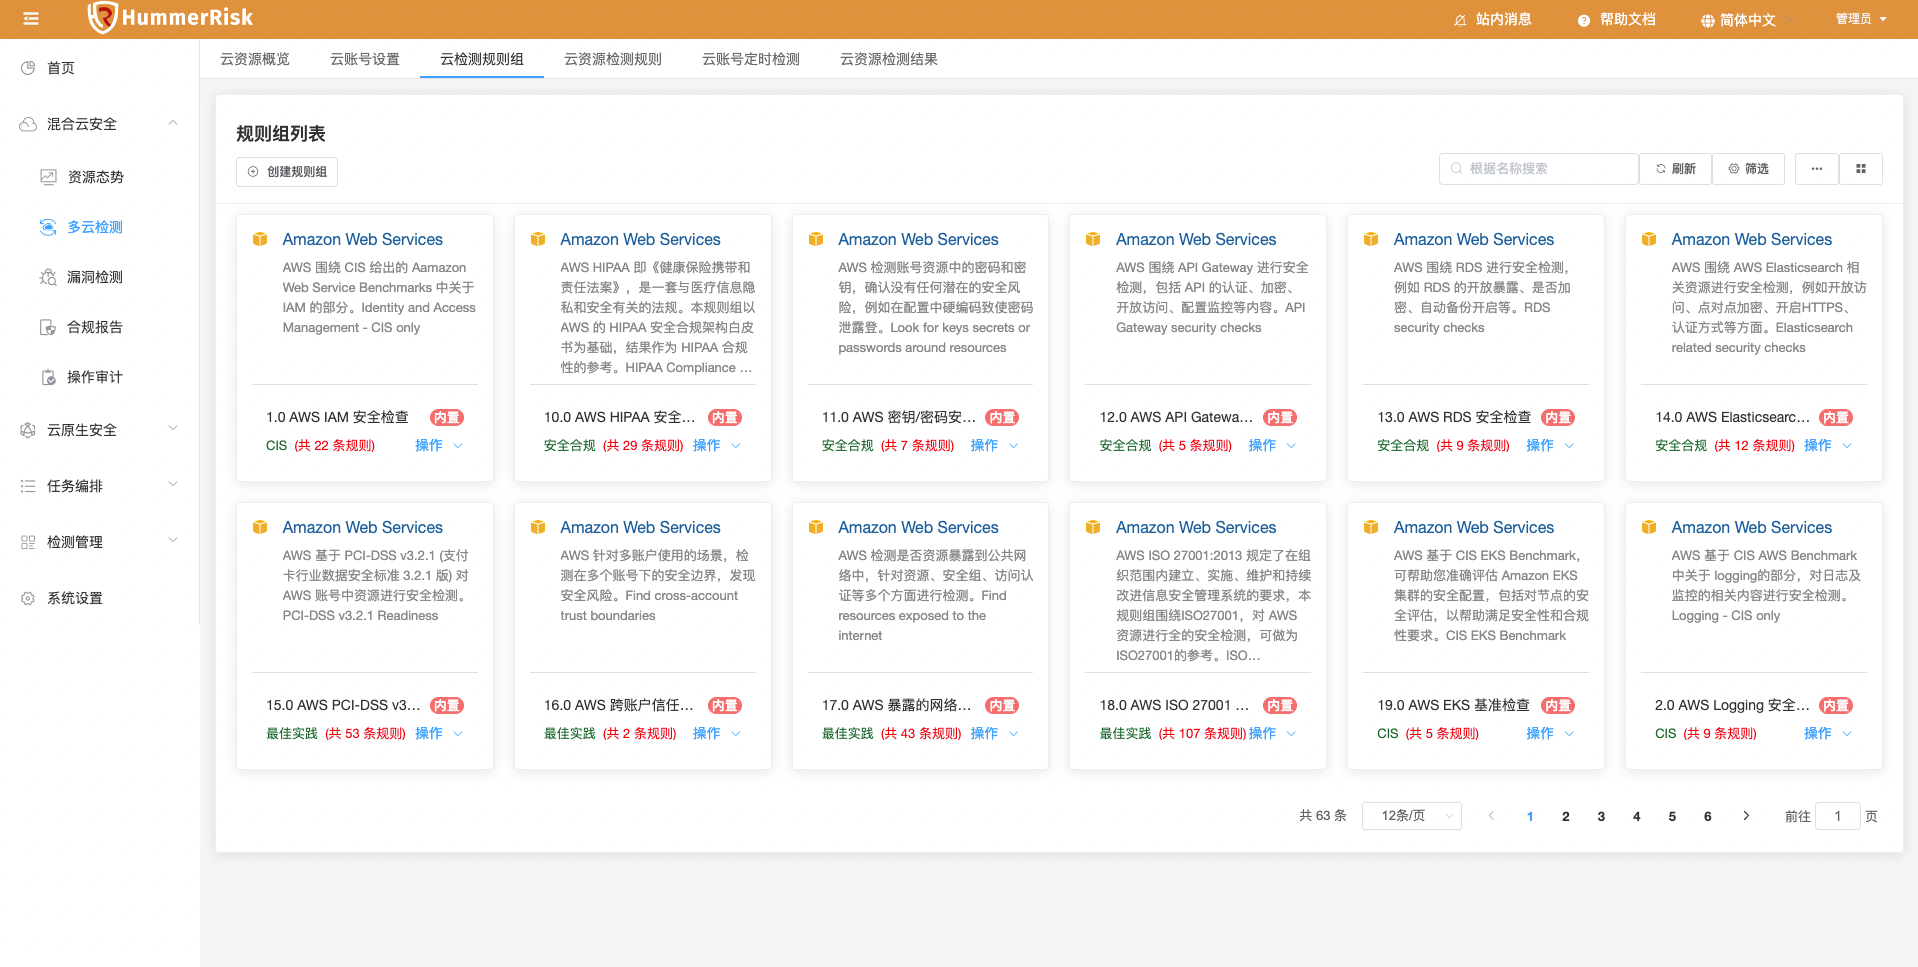 HummerRisk
站内消息
帮助文档
简体中文
管理员
首页
混合云安全
资源态势
多云检测
漏洞检测
合规报告
操作审计
云原生安全
任务编排
检测管理
系统设置
云资源概览
云账号设置
云检测规则组
云资源检测规则
云账号定时检测
云资源检测结果
规则组列表
创建规则组
根据名称搜索
刷新
筛选
Amazon Web Services
AWS 围绕 CIS 给出的 Aamazon
Web Service Benchmarks 中关于
IAM 的部分。Identity and Access
Management - CIS only
1.0 AWS IAM 安全检查
内置
CIS (共 22 条规则)
操作
Amazon Web Services
AWS HIPAA 即《健康保险携带和
责任法案》，是一套与医疗信息隐
私和安全有关的法规。本规则组以
AWS 的 HIPAA 安全合规架构白皮
书为基础，结果作为 HIPAA 合规
性的参考。HIPAA Compliance ...
10.0 AWS HIPAA 安全...
内置
安全合规 (共 29 条规则)
操作
Amazon Web Services
AWS 检测账号资源中的密码和密
钥，确认没有任何潜在的安全风
险，例如在配置中硬编码致使密码
泄露登。Look for keys secrets or
passwords around resources
11.0 AWS 密钥/密码安...
内置
安全合规 (共 7 条规则)
操作
Amazon Web Services
AWS 围绕 API Gateway 进行安全
检测，包括 API 的认证、加密、
开放访问、配置监控等内容。API
Gateway security checks
12.0 AWS API Gatewa...
内置
安全合规 (共 5 条规则)
操作
Amazon Web Services
AWS 围绕 RDS 进行安全检测，
例如 RDS 的开放暴露、是否加
密、自动备份开启等。RDS
security checks
13.0 AWS RDS 安全检查
内置
安全合规 (共 9 条规则)
操作
Amazon Web Services
AWS 围绕 AWS Elasticsearch 相
关资源进行安全检测，例如开放访
问、点对点加密、开启HTTPS、
认证方式等方面。Elasticsearch
related security checks
14.0 AWS Elasticsearc...
内置
安全合规 (共 12 条规则)
操作
Amazon Web Services
AWS 基于 PCI-DSS v3.2.1 (支付
卡行业数据安全标准 3.2.1 版) 对
AWS 账号中资源进行安全检测。
PCI-DSS v3.2.1 Readiness
15.0 AWS PCI-DSS v3...
内置
最佳实践 (共 53 条规则)
操作
Amazon Web Services
AWS 针对多账户使用的场景，检
测在多个账号下的安全边界，发现
安全风险。Find cross-account
trust boundaries
16.0 AWS 跨账户信任...
内置
最佳实践 (共 2 条规则)
操作
Amazon Web Services
AWS 检测是否资源暴露到公共网
络中，针对资源、安全组、访问认
证等多个方面进行检测。Find
resources exposed to the
internet
17.0 AWS 暴露的网络...
内置
最佳实践 (共 43 条规则)
操作
Amazon Web Services
AWS ISO 27001:2013 规定了在组
织范围内建立、实施、维护和持续
改进信息安全管理系统的要求，本
规则组围绕ISO27001，对 AWS
资源进行全的安全检测，可做为
ISO27001的参考。ISO...
18.0 AWS ISO 27001 ...
内置
最佳实践 (共 107 条规则)
操作
Amazon Web Services
AWS 基于 CIS EKS Benchmark,
可帮助您准确评估 Amazon EKS
集群的安全配置，包括对节点的安
全评估，以帮助满足安全性和合规
性要求。CIS EKS Benchmark
19.0 AWS EKS 基准检查
内置
CIS (共 5 条规则)
操作
Amazon Web Services
AWS 基于 CIS AWS Benchmark
中关于 logging的部分，对日志及
监控的相关内容进行安全检测。
Logging - CIS only
2.0 AWS Logging 安全...
内置
CIS (共 9 条规则)
操作
共 63 条
12条/页
1 2 3 4 5 6
前往 1 页